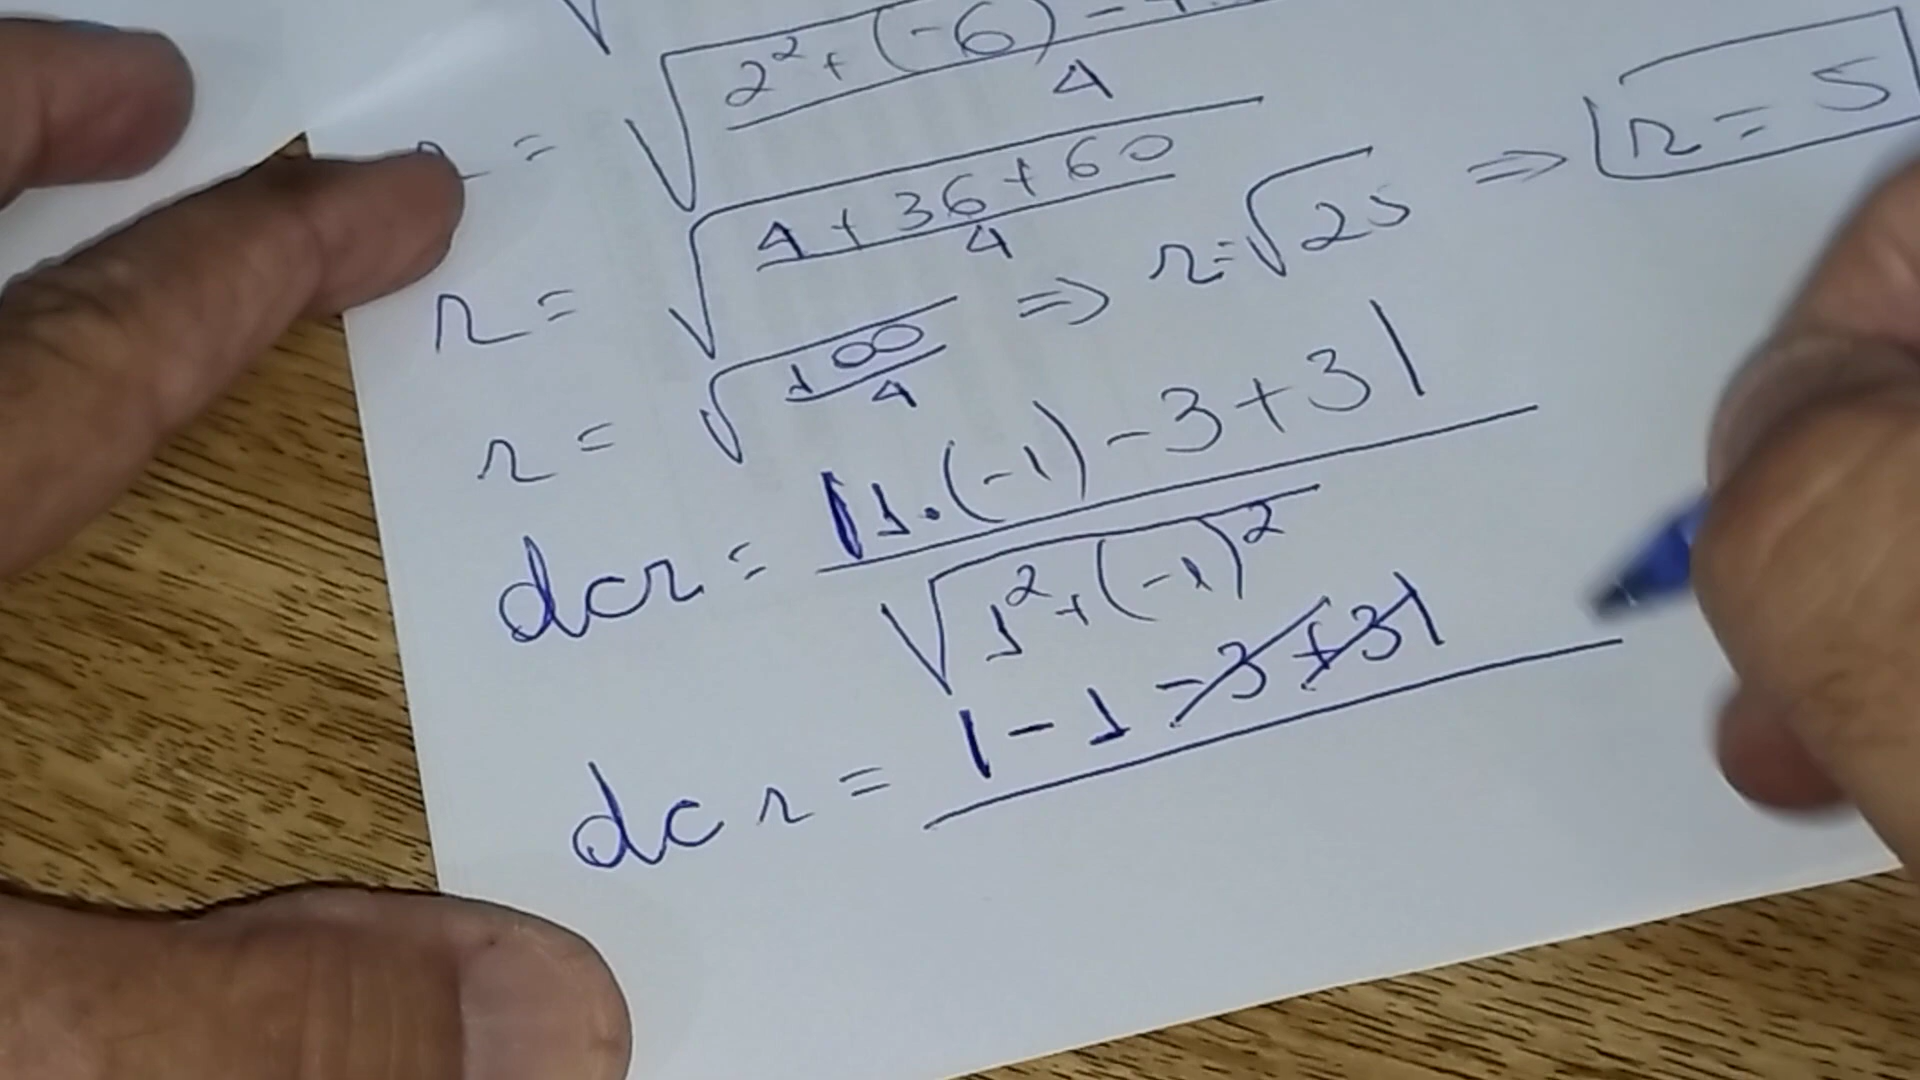 √ 2² + (-6) - 4
4
= √ 4 + 36 + 60
4
r = √ 100 ⇒ r = √25 ⇒ r = 5
4
r =
dcr = |1.(-1) - 3 + 3|
√ 1² + (-1)²
dcr = |-1 - 3 + 3|